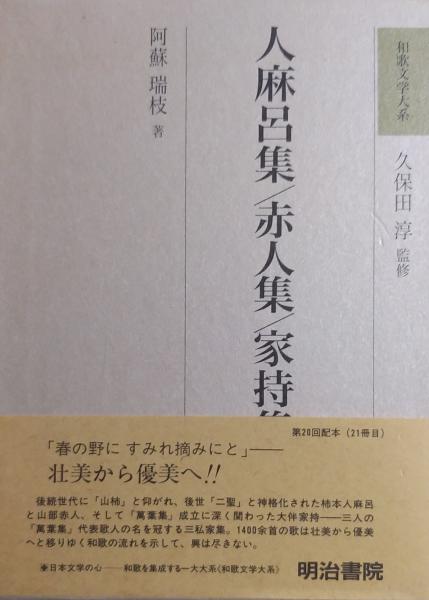 和歌文学大系
久保田 淳 監修
人麻呂集/赤人集/家持
阿蘇 瑞枝 著
第20回配本(21冊目)
「春の野に すみれ摘みにと」——
壮美から優美へ!!
後続世代に「山柿」と仰がれ、後世「二聖」と神格化された柿本人麻呂
と山部赤人、そして『萬葉集』成立に深く関わった大伴家持——三人の
『萬葉集』代表歌人の名を冠する三私家集。1400余首の歌は壮美から優美
へと移りゆく和歌の流れを示して、興は尽きない。
◆日本文学の心——和歌を集成する一大大系《和歌文学大系》
明治書院